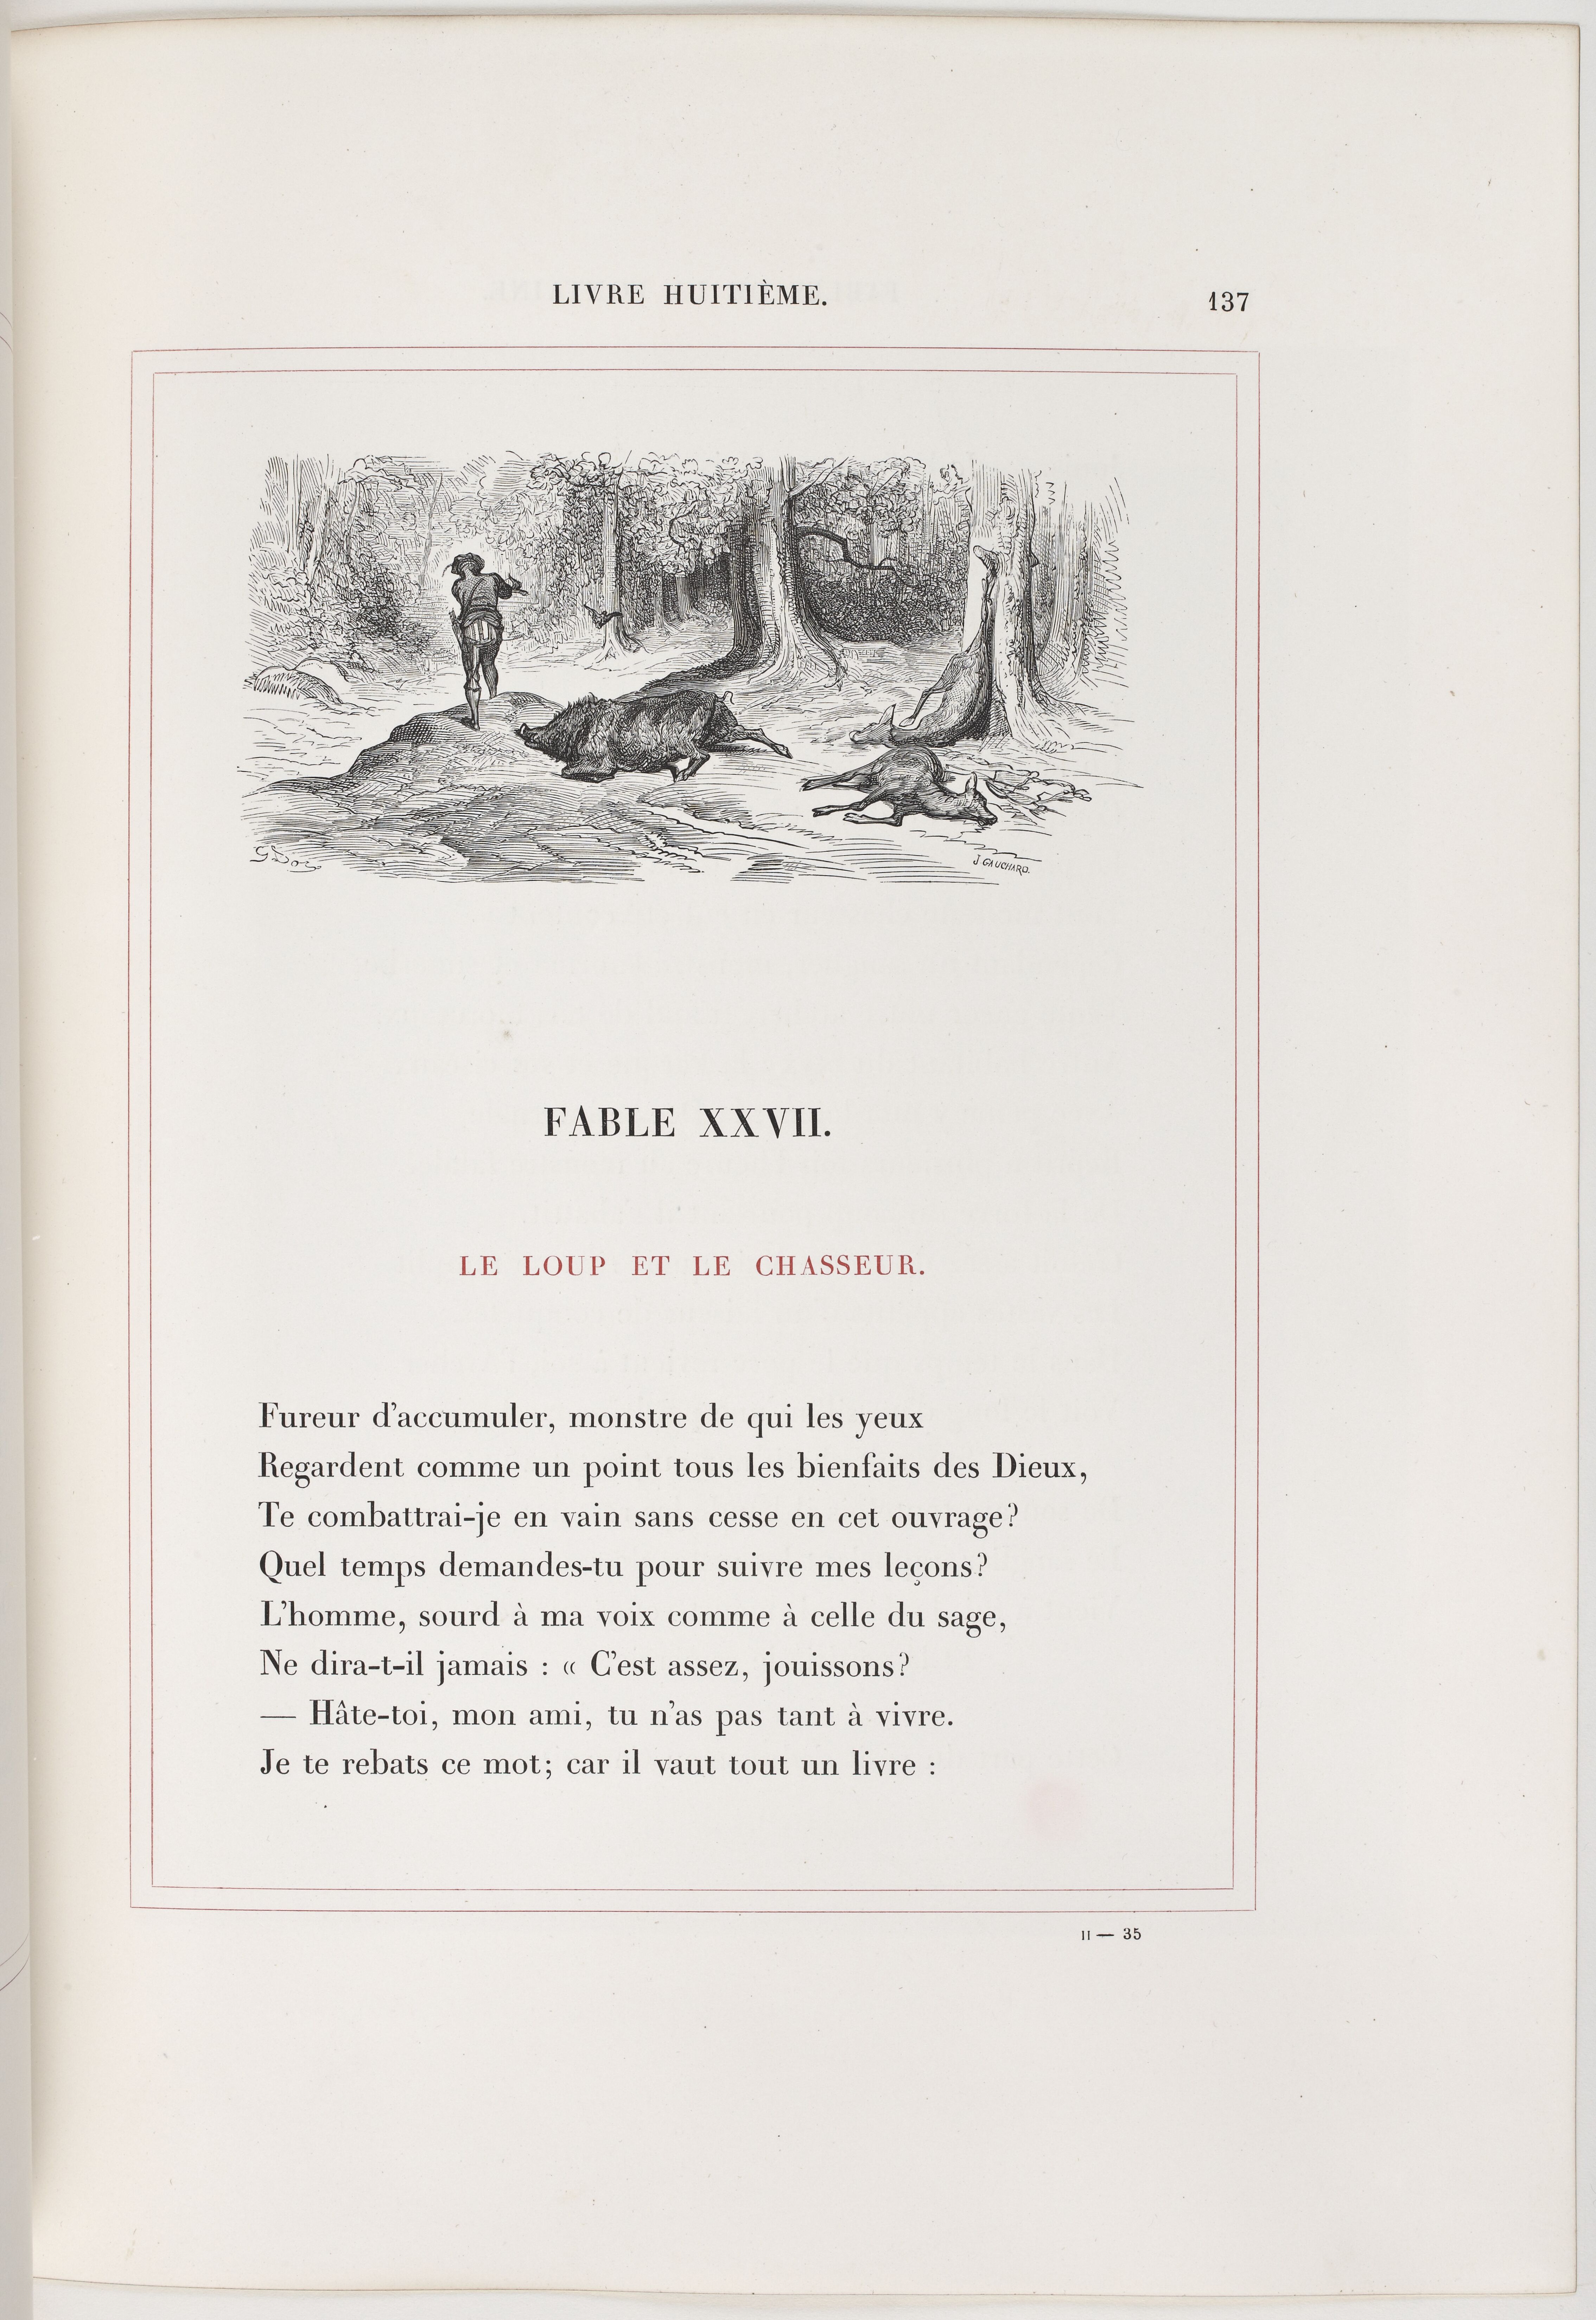 LIVRE HUITIÈME. 137
G Doré
J. GAUCHARD.
FABLE XXVII.
LE LOUP ET LE CHASSEUR.
Fureur d'accumuler, monstre de qui les yeux
Regardent comme un point tous les bienfaits des Dieux,
Te combattrai-je en vain sans cesse en cet ouvrage?
Quel temps demandes-tu pour suivre mes leçons?
L'homme, sourd à ma voix comme à celle du sage,
Ne dira-t-il jamais : « C'est assez, jouissons?
— Hâte-toi, mon ami, tu n'as pas tant à vivre.
Je te rebats ce mot; car il vaut tout un livre :
II — 35